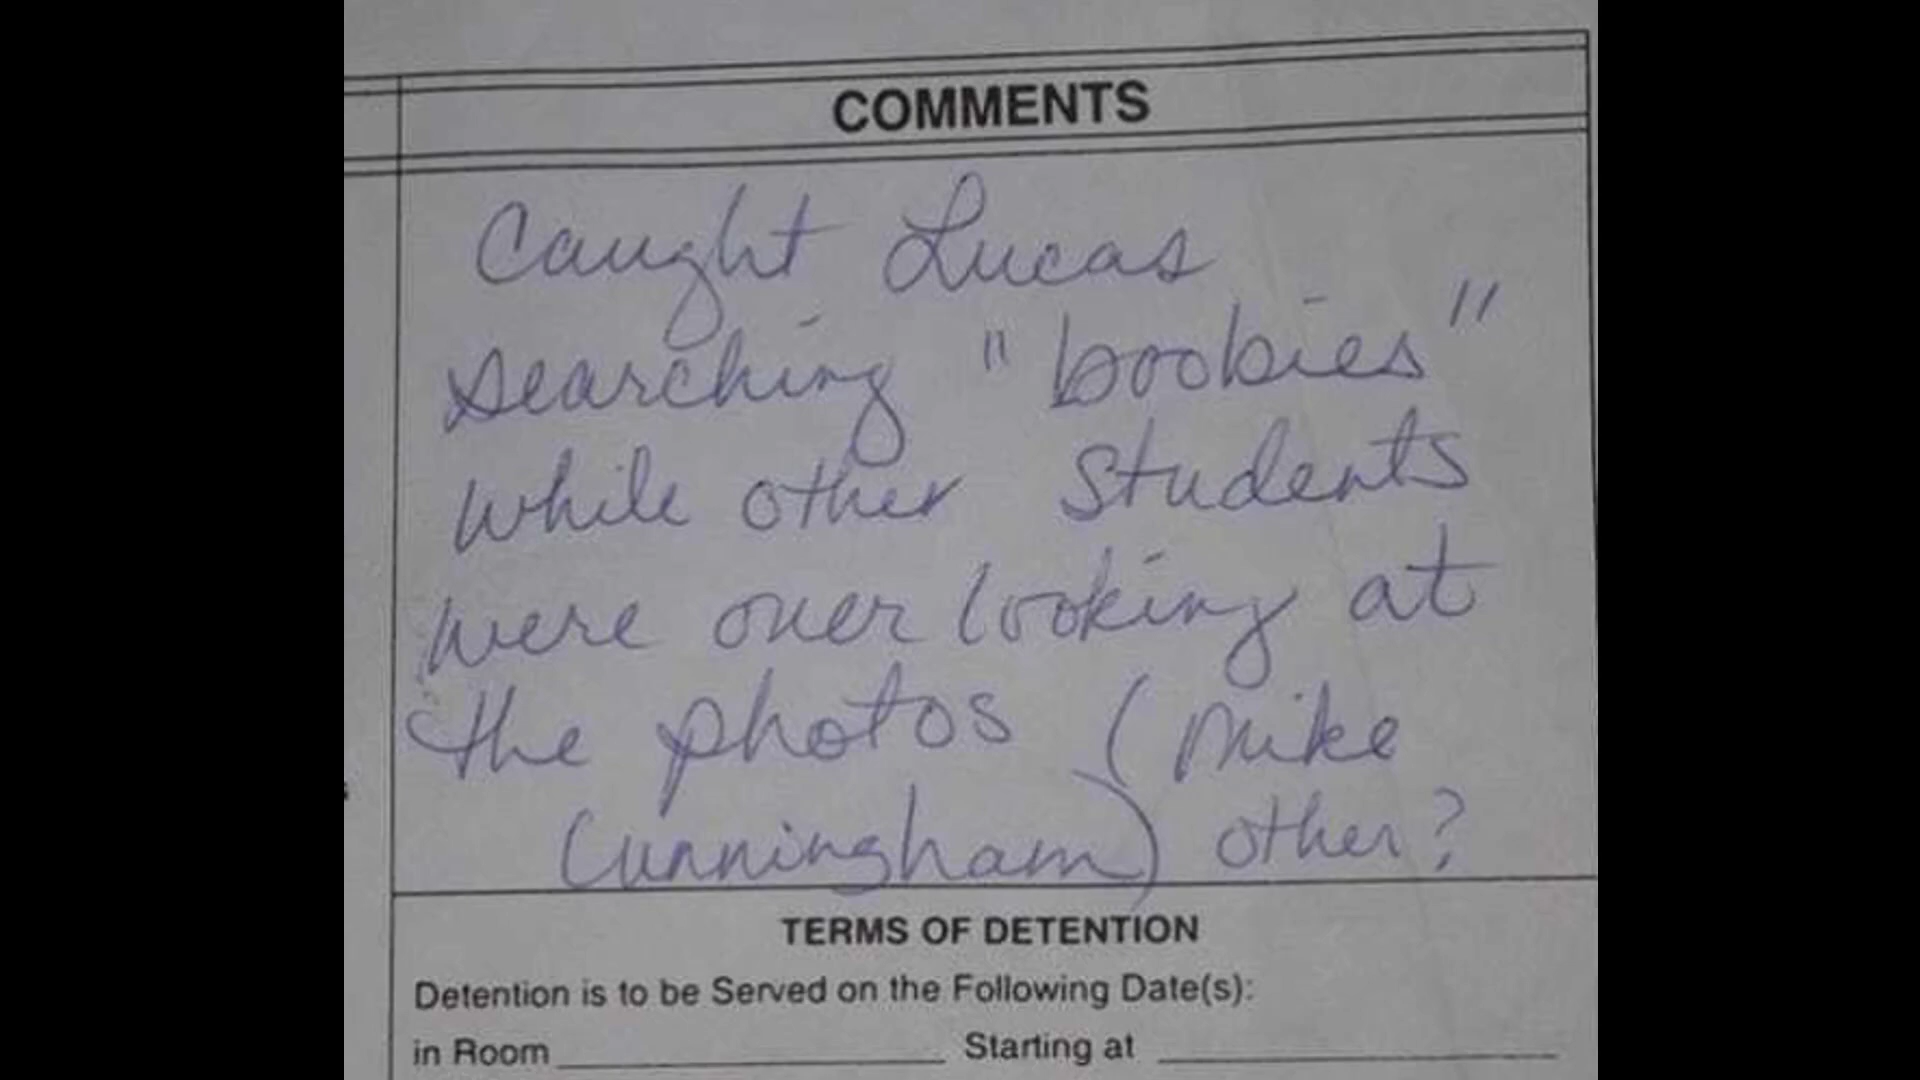 COMMENTS
Caught Lucas
searching "boobies"
while other students
were over looking at
the photos (Mike
Cunningham) other?
TERMS OF DETENTION
Detention is to be Served on the Following Date(s):
in Room Starting at